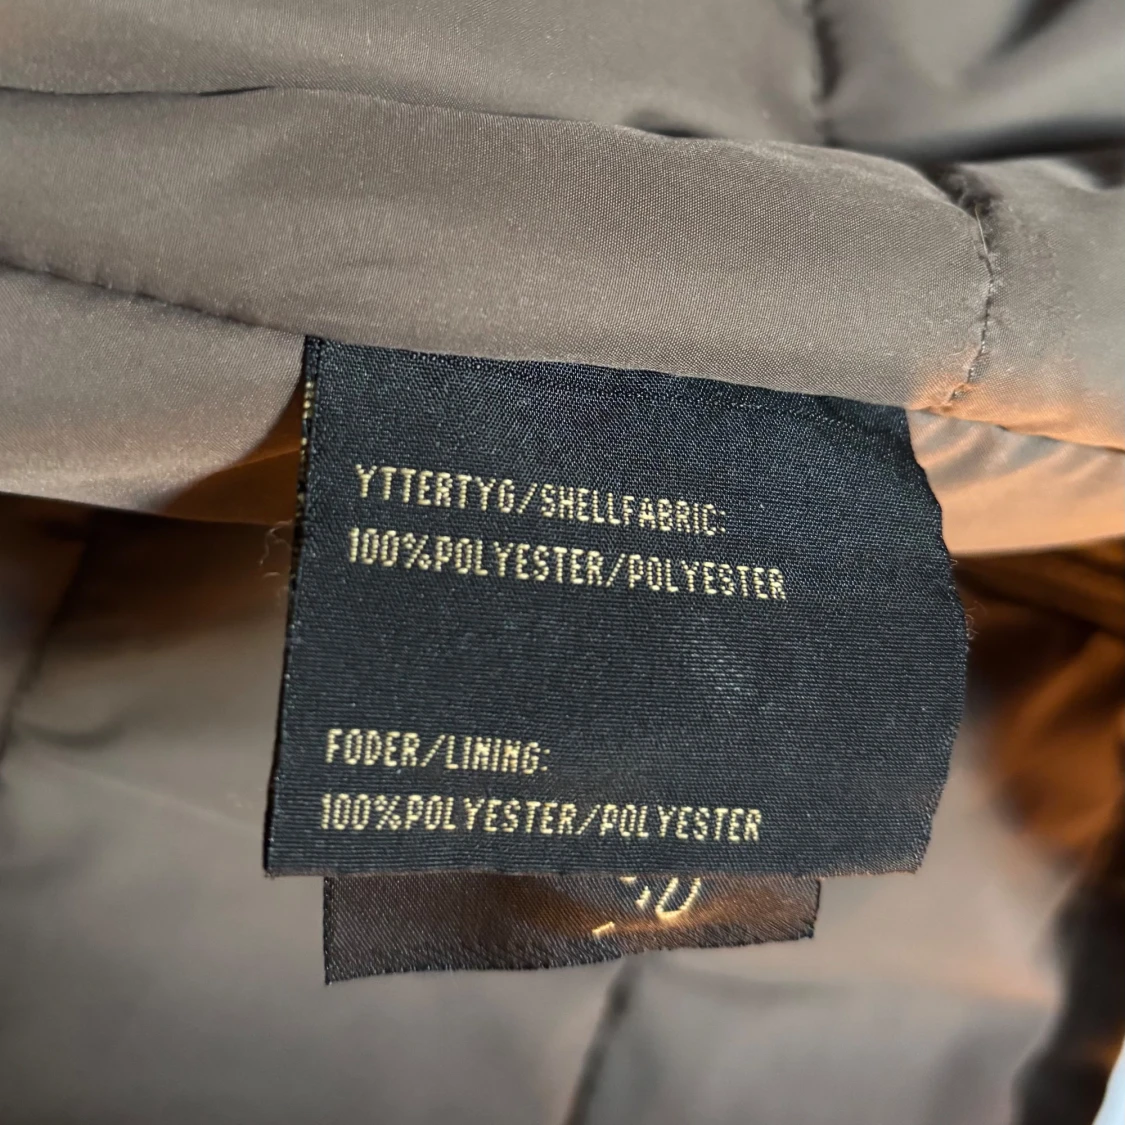 YTTERTYG/SHELLFABRIC:
100%POLYESTER/POLYESTER
FODER/LINING:
100%POLYESTER/POLYESTER